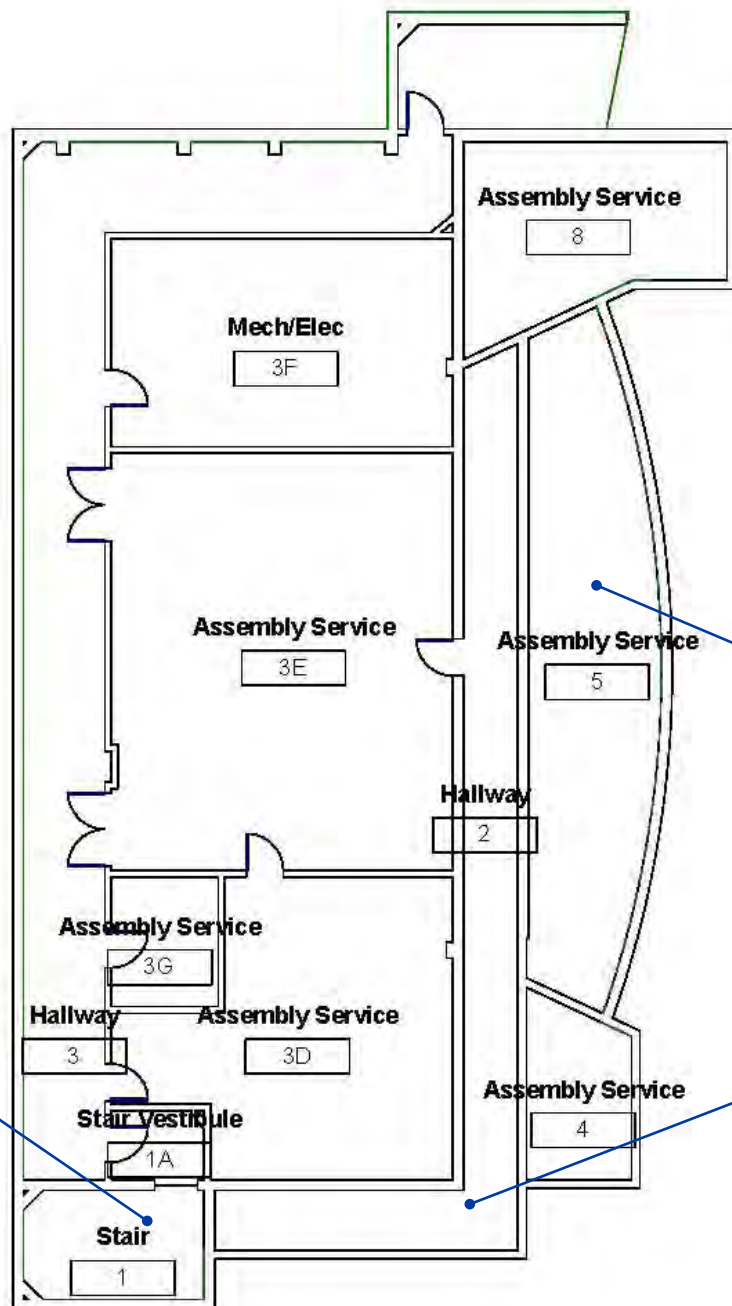 Assembly Service
8
Mech/Elec
3F
Assembly Service
3E
Assembly Service
5
Hallway
2
Assembly Service
3G
Hallway
3
Assembly Service
3D
Assembly Service
4
Stair Vestibule
1A
Stair
1